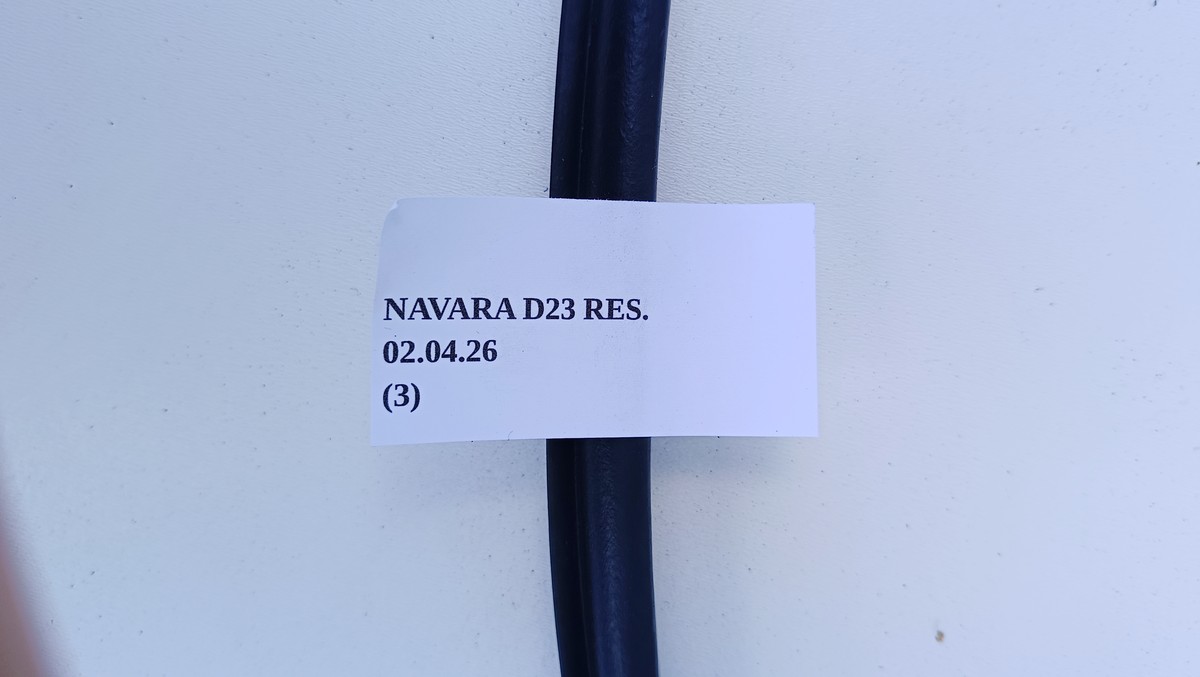 NAVARA D23 RES.
02.04.26
(3)